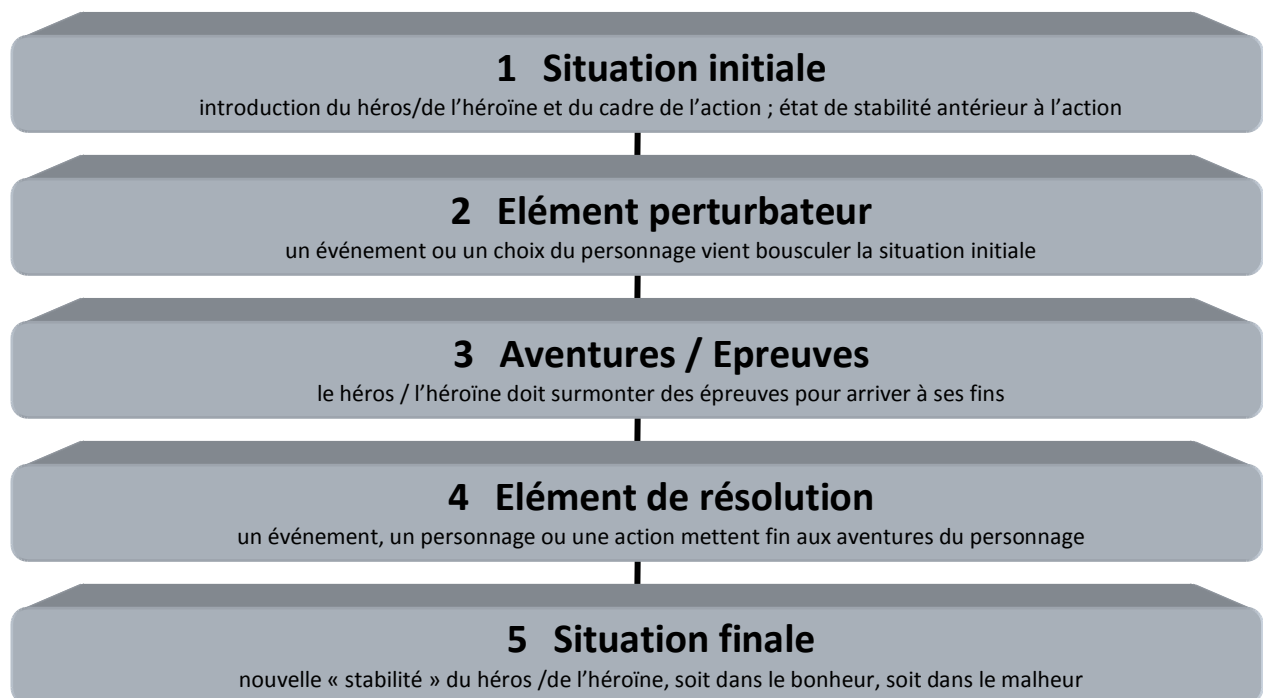 1 Situation initiale
introduction du héros/de l’héroïne et du cadre de l’action ; état de stabilité antérieur à l’action
2 Elément perturbateur
un événement ou un choix du personnage vient bousculer la situation initiale
3 Aventures / Epreuves
le héros / l’héroïne doit surmonter des épreuves pour arriver à ses fins
4 Elément de résolution
un événement, un personnage ou une action mettent fin aux aventures du personnage
5 Situation finale
nouvelle « stabilité » du héros /de l’héroïne, soit dans le bonheur, soit dans le malheur